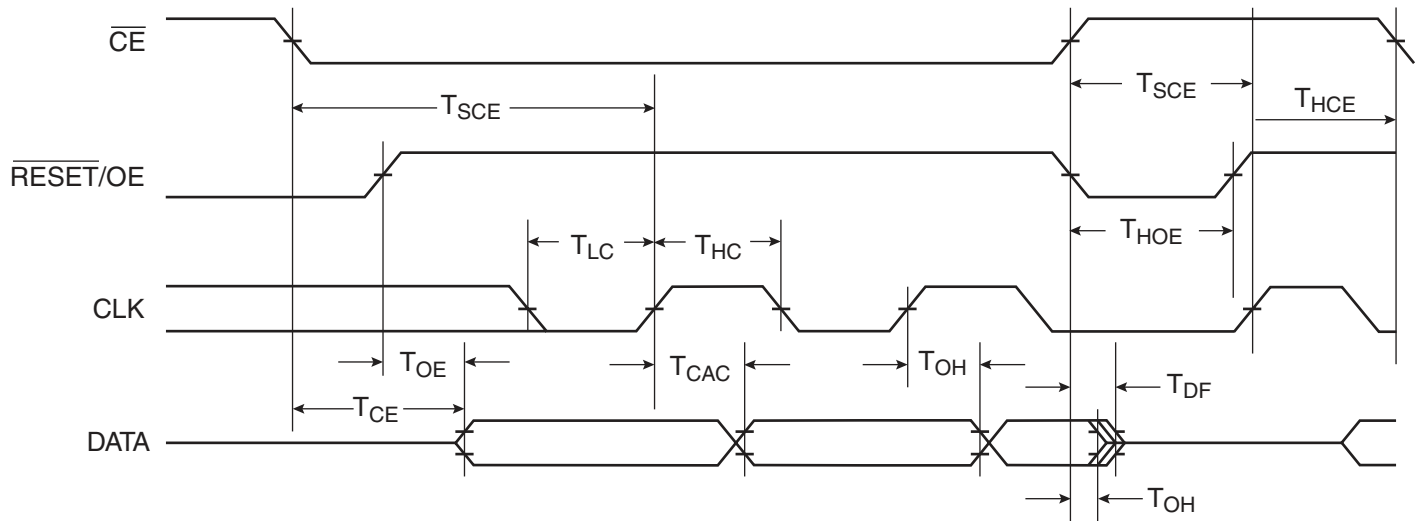 CE
T_SCE
T_SCE
T_HCE
RESET/OE
T_LC
T_HC
T_HOE
CLK
T_OE
T_CAC
T_OH
T_DF
T_CE
DATA
T_OH